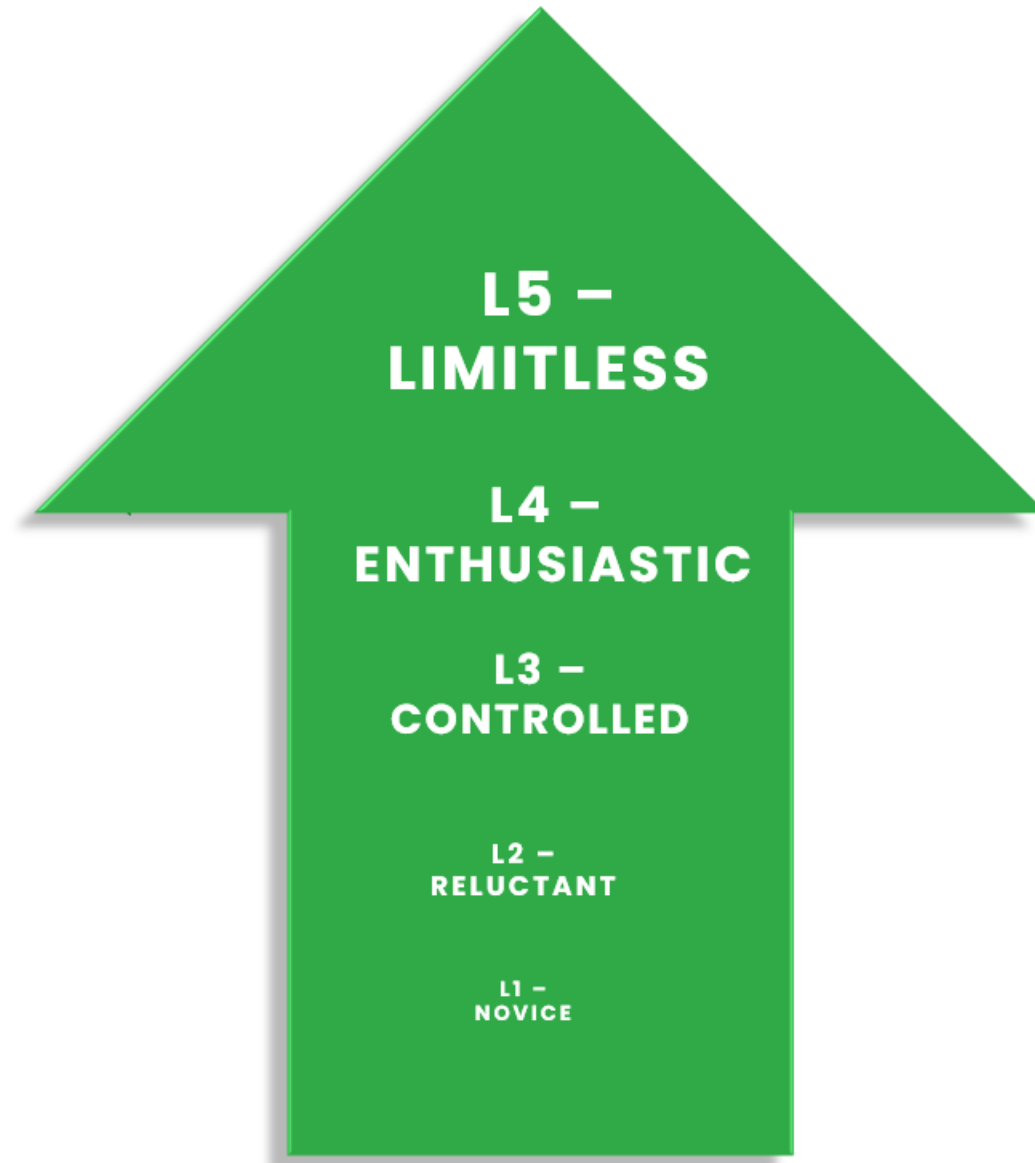 L5 –
LIMITLESS
L4 –
ENTHUSIASTIC
L3 –
CONTROLLED
L2 –
RELUCTANT
L1 –
NOVICE